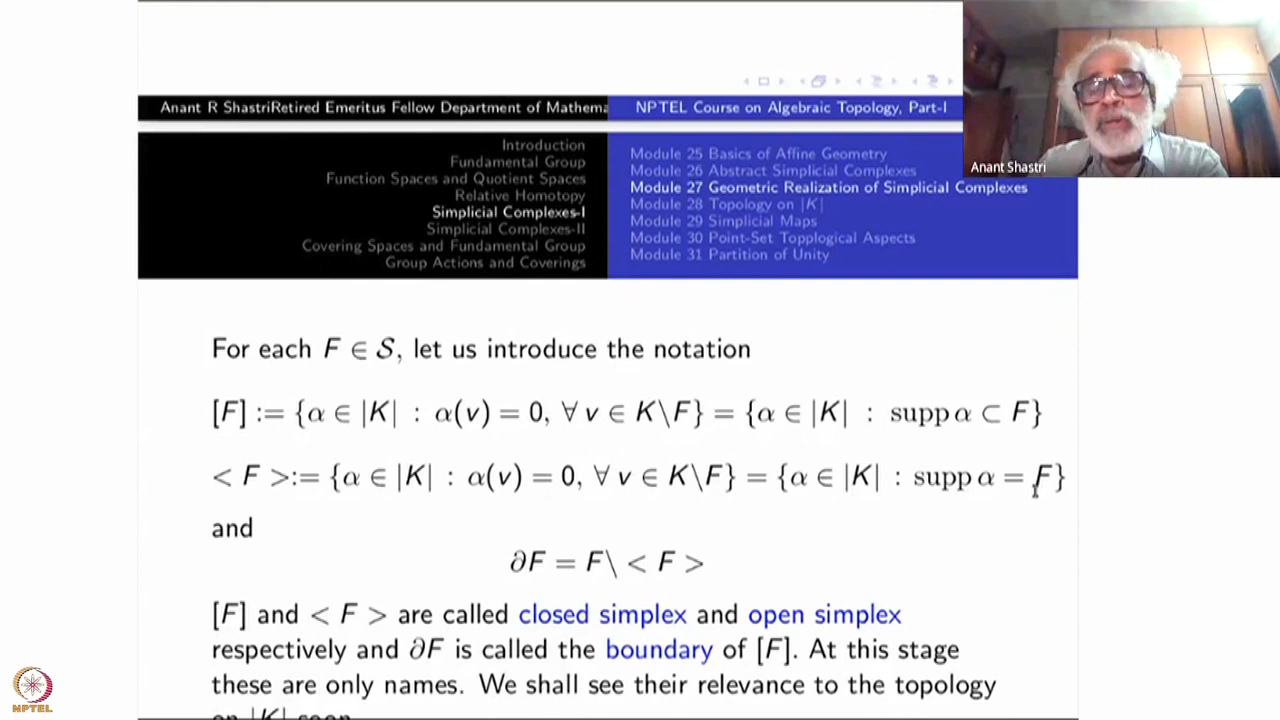 Anant R ShastriRetired Emeritus Fellow Department of Mathema
NPTEL Course on Algebraic Topology, Part-I
Introduction
Fundamental Group
Function Spaces and Quotient Spaces
Relative Homotopy
Simplicial Complexes-I
Simplicial Complexes-II
Covering Spaces and Fundamental Group
Group Actions and Coverings
Module 25 Basics of Affine Geometry
Module 26 Abstract Simplicial Complexes
Module 27 Geometric Realization of Simplicial Complexes
Module 28 Topology on |K|
Module 29 Simplicial Maps
Module 30 Point-Set Topplogical Aspects
Module 31 Partition of Unity
Anant Shastri
For each F ∈ S, let us introduce the notation
[F] := {α ∈ |K| : α(v) = 0, ∀ v ∈ K\F} = {α ∈ |K| : supp α ⊂ F}
< F >:= {α ∈ |K| : α(v) = 0, ∀ v ∈ K\F} = {α ∈ |K| : supp α = F}
and
∂F = F\ < F >
[F] and < F > are called closed simplex and open simplex
respectively and ∂F is called the boundary of [F]. At this stage
these are only names. We shall see their relevance to the topology
on |K| soon
NPTEL